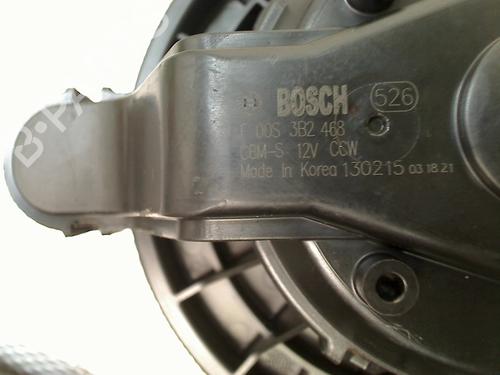 BOSCH 526
F 00S 3B2 468
CBM-S 12V CCW
Made In Korea 130215 03 18 21